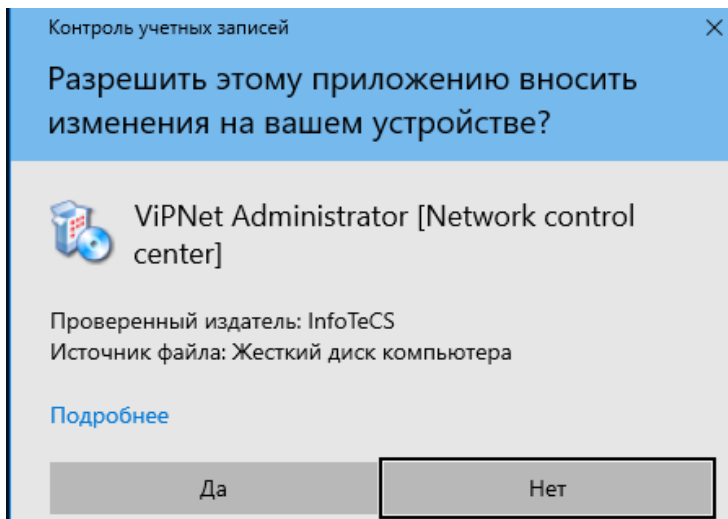 Контроль учетных записей
Разрешить этому приложению вносить
изменения на вашем устройстве?
ViPNet Administrator [Network control
center]
Проверенный издатель: InfoTeCS
Источник файла: Жесткий диск компьютера
Подробнее
Да
Нет